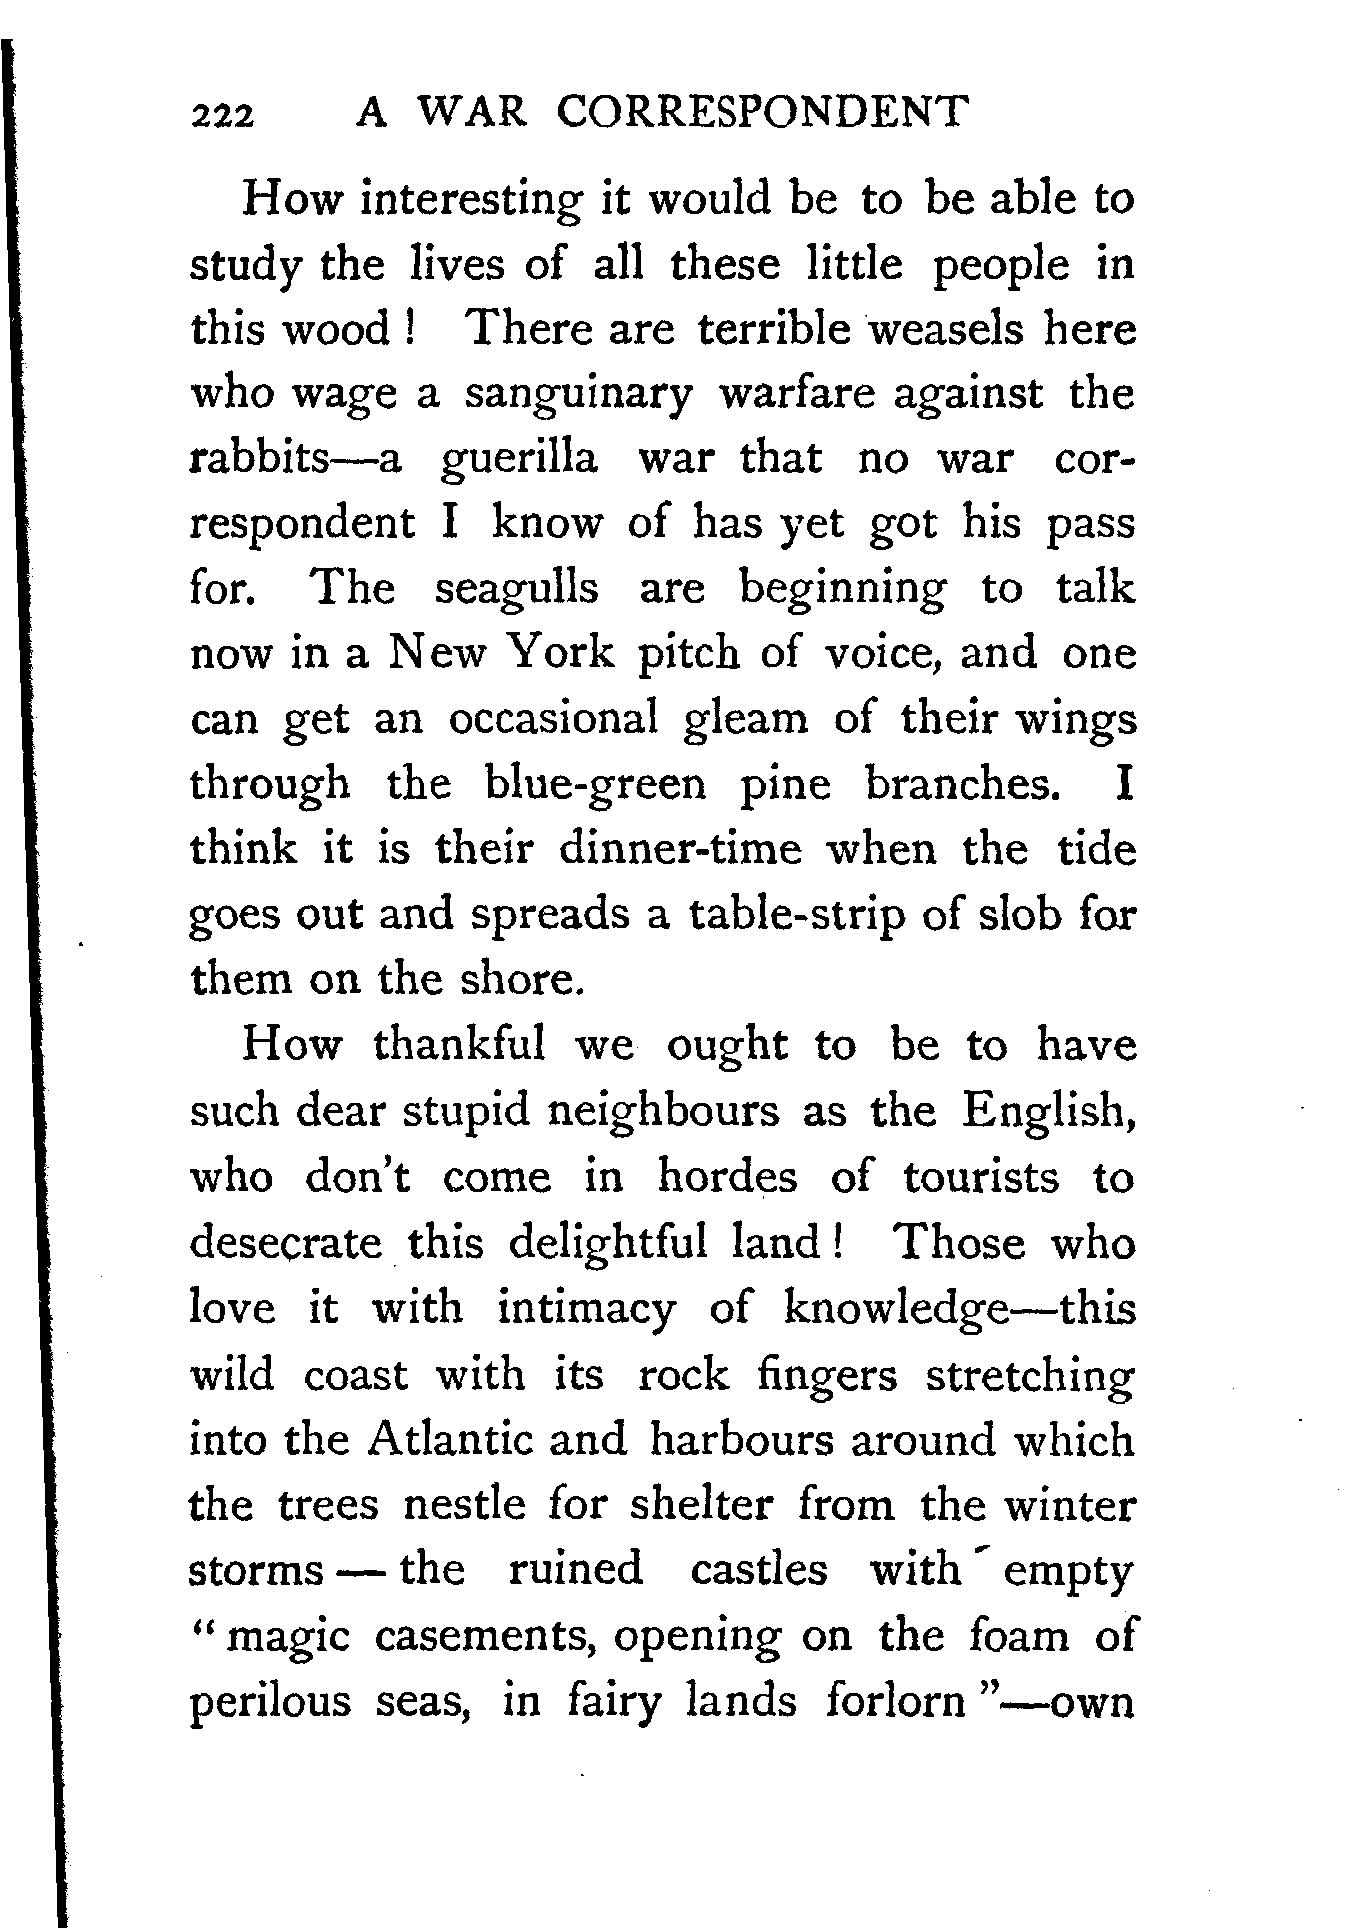 222 A WAR CORRESPONDENT
How interesting it would be to be able to
study the lives of all these little people in
this wood ! There are terrible weasels here
who wage a sanguinary warfare against the
rabbits—a guerilla war that no war cor-
respondent I know of has yet got his pass
for. The seagulls are beginning to talk
now in a New York pitch of voice, and one
can get an occasional gleam of their wings
through the blue-green pine branches. I
think it is their dinner-time when the tide
goes out and spreads a table-strip of slob for
them on the shore.
How thankful we ought to be to have
such dear stupid neighbours as the English,
who don't come in hordes of tourists to
desecrate this delightful land ! Those who
love it with intimacy of knowledge—this
wild coast with its rock fingers stretching
into the Atlantic and harbours around which
the trees nestle for shelter from the winter
storms — the ruined castles with empty
“ magic casements, opening on the foam of
perilous seas, in fairy lands forlorn ”—own